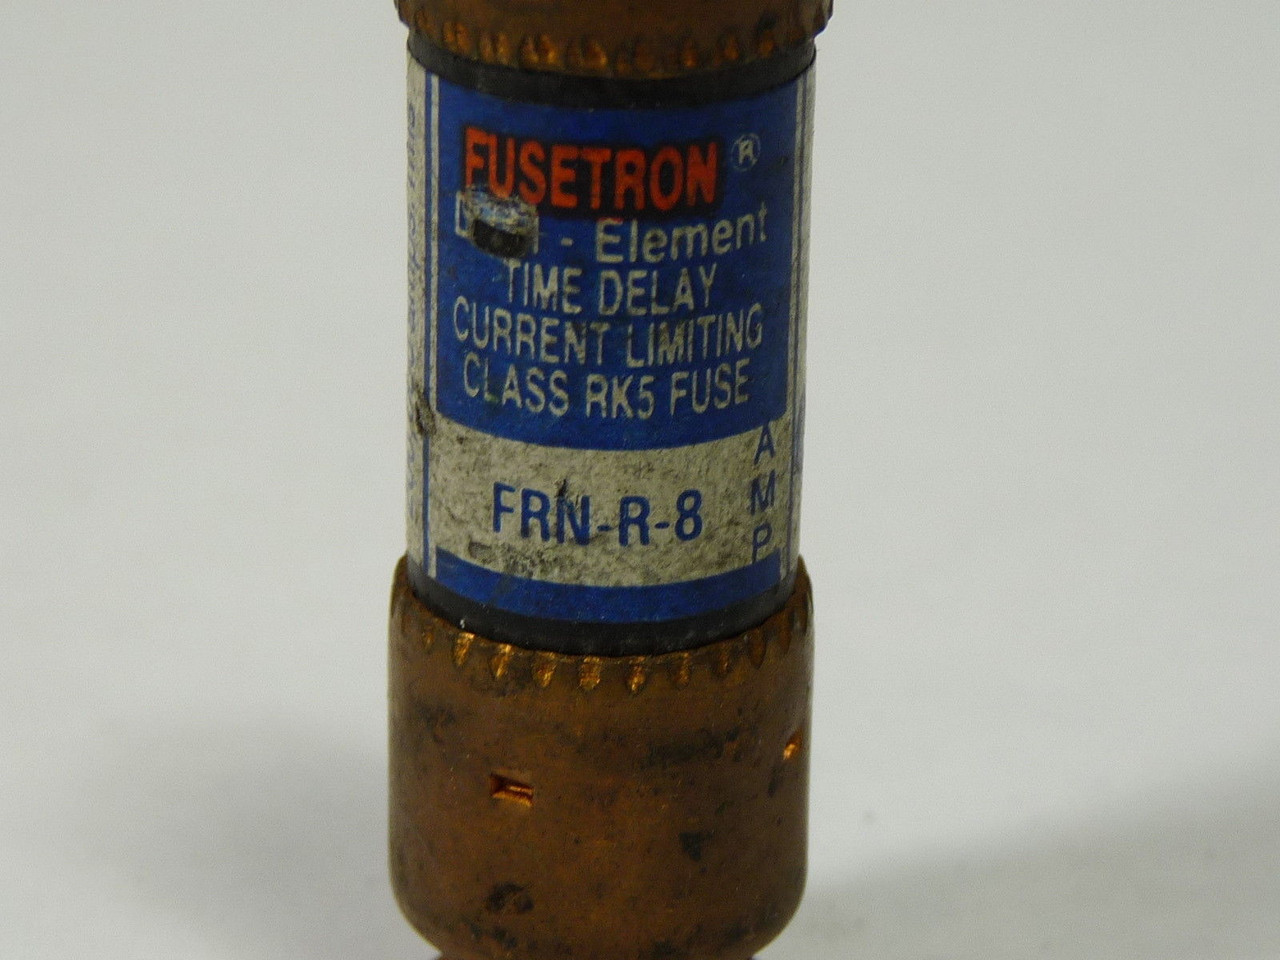 FUSETRON®
- Element
TIME DELAY
CURRENT LIMITING
CLASS RK5 FUSE
FRN-R-8
AMP